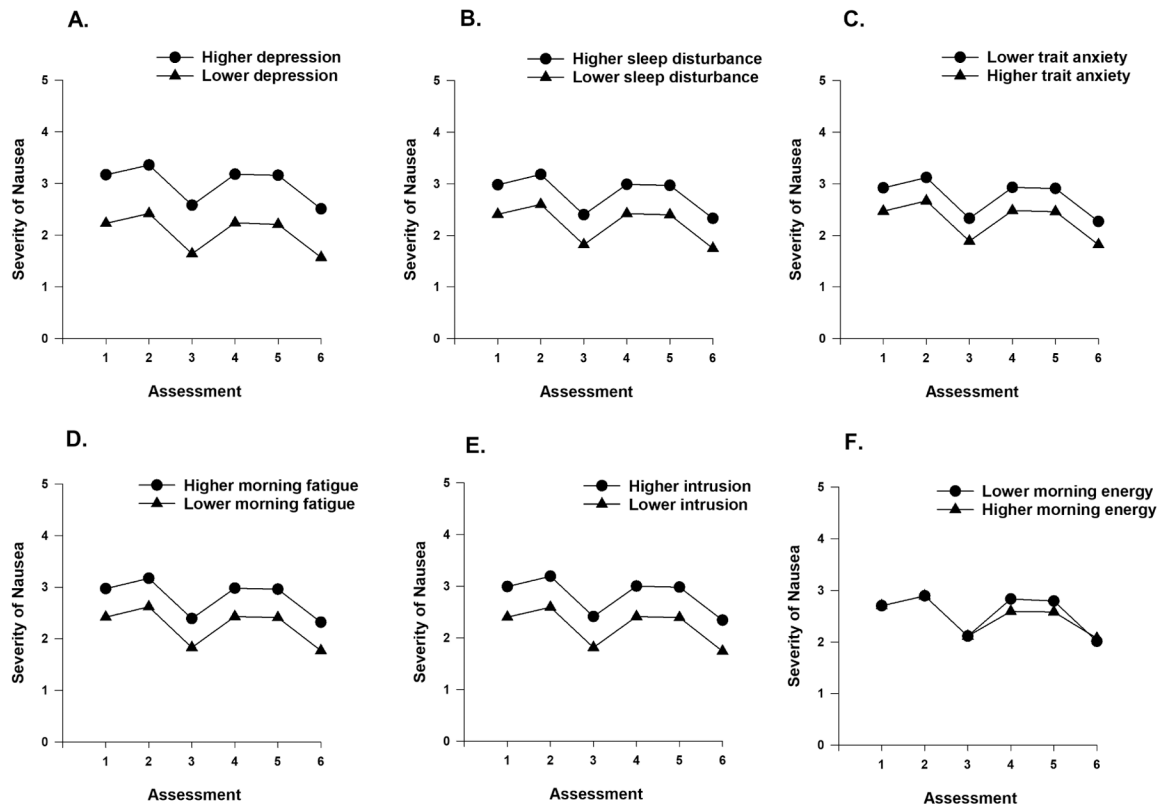 A.
Higher depression
Lower depression
5
4
3
2
1
0
Severity of Nausea
1 2 3 4 5 6
Assessment
B.
Higher sleep disturbance
Lower sleep disturbance
5
4
3
2
1
0
Severity of Nausea
1 2 3 4 5 6
Assessment
C.
Lower trait anxiety
Higher trait anxiety
5
4
3
2
1
0
Severity of Nausea
1 2 3 4 5 6
Assessment
D.
Higher morning fatigue
Lower morning fatigue
5
4
3
2
1
0
Severity of Nausea
1 2 3 4 5 6
Assessment
E.
Higher intrusion
Lower intrusion
5
4
3
2
1
0
Severity of Nausea
1 2 3 4 5 6
Assessment
F.
Lower morning energy
Higher morning energy
5
4
3
2
1
0
Severity of Nausea
1 2 3 4 5 6
Assessment